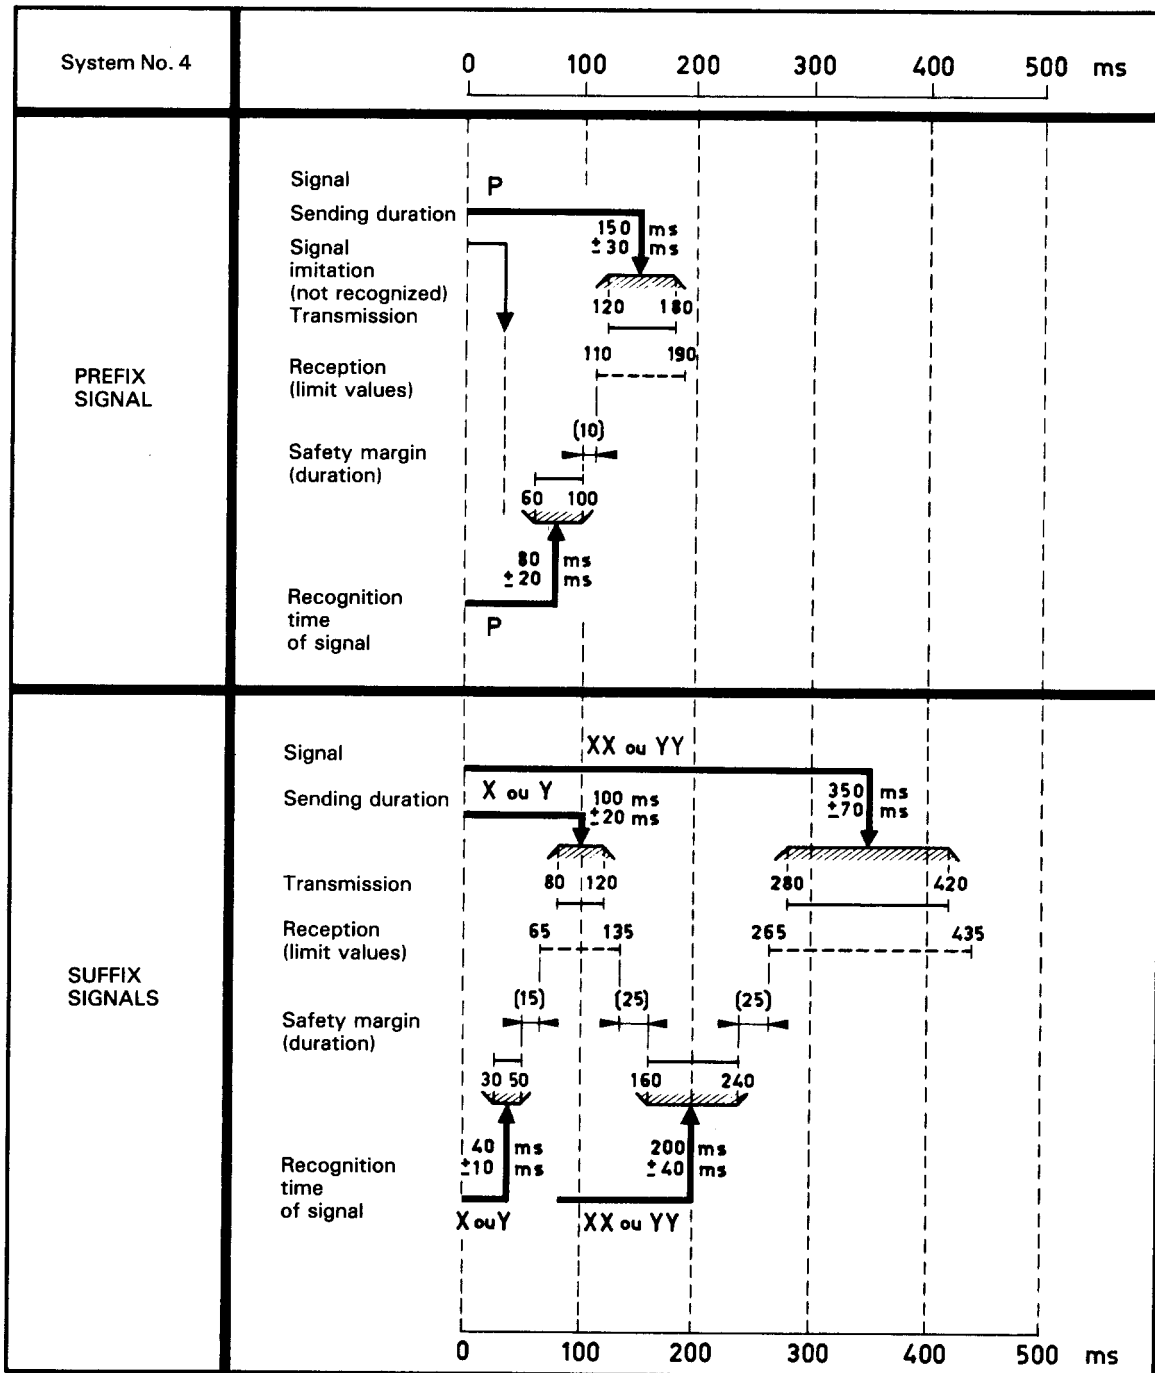 System No. 4
0 100 200 300 400 500 ms
PREFIX
SIGNAL
Signal
P
Sending duration
150 ms
± 30 ms
Signal
imitation
(not recognized)
Transmission
120 180
Reception
(limit values)
110 190
(10)
Safety margin
(duration)
60 100
80 ms
± 20 ms
Recognition
time
of signal
P
SUFFIX
SIGNALS
Signal
XX ou YY
Sending duration
X ou Y
100 ms
±20 ms
350 ms
±70 ms
Transmission
80 120 280 420
Reception
(limit values)
65 135 265 435
(15) (25) (25)
Safety margin
(duration)
30 50 160 240
40 ms
±10 ms
200 ms
±40 ms
Recognition
time
of signal
X ou Y XX ou YY
0 100 200 300 400 500 ms